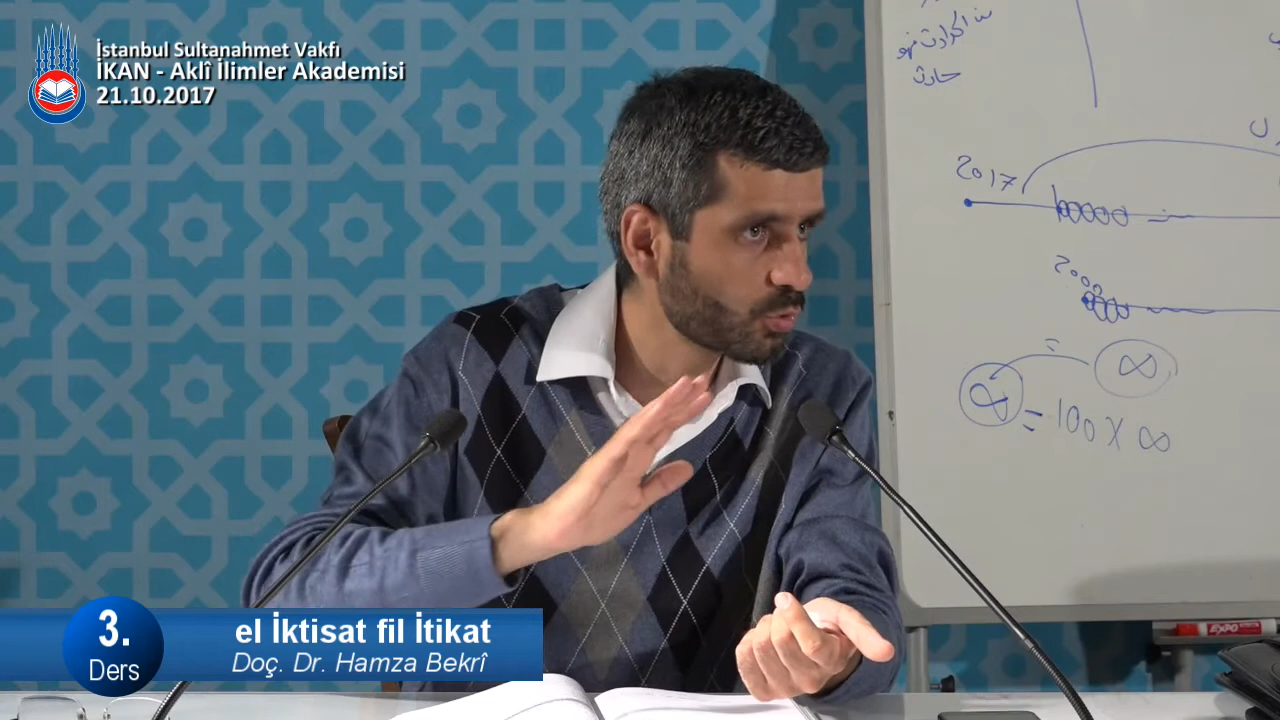 İstanbul Sultanahmet Vakfı
İKAN - Aklî İlimler Akademisi
21.10.2017
حادث
2017
2000
=
∞
∞ = 100 X ∞
EXPO
3.
Ders
el İktisat fil İtikat
Doç. Dr. Hamza Bekrî